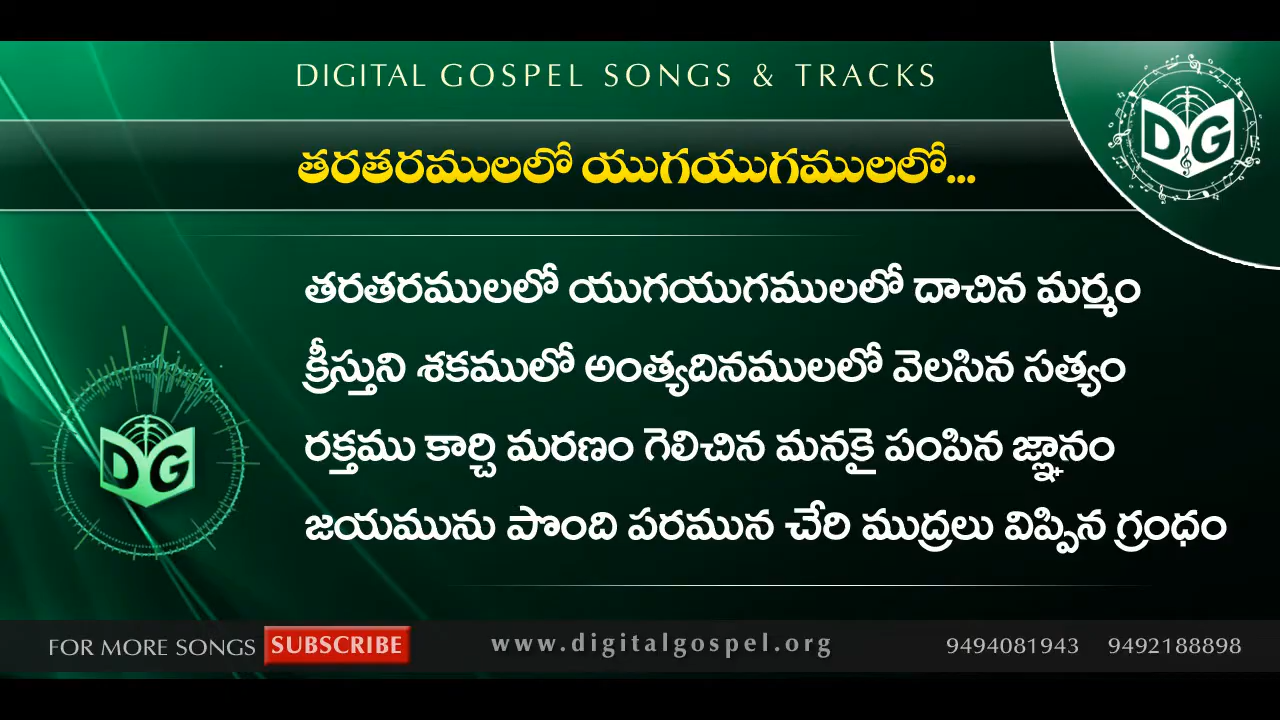 DIGITAL GOSPEL SONGS & TRACKS
DG
తరతరములలో యుగయుగములలో...
తరతరములలో యుగయుగములలో దాచిన మర్మం
క్రీస్తుని శకములో అంత్యదినములలో వెలసిన సత్యం
రక్తము కార్చి మరణం గెలిచిన మనకై పంపిన జ్ఞానం
జయమును పొంది పరమున చేరి ముద్రలు విప్పిన గ్రంధం
DG
FOR MORE SONGS SUBSCRIBE www.digitalgospel.org 9494081943 9492188898